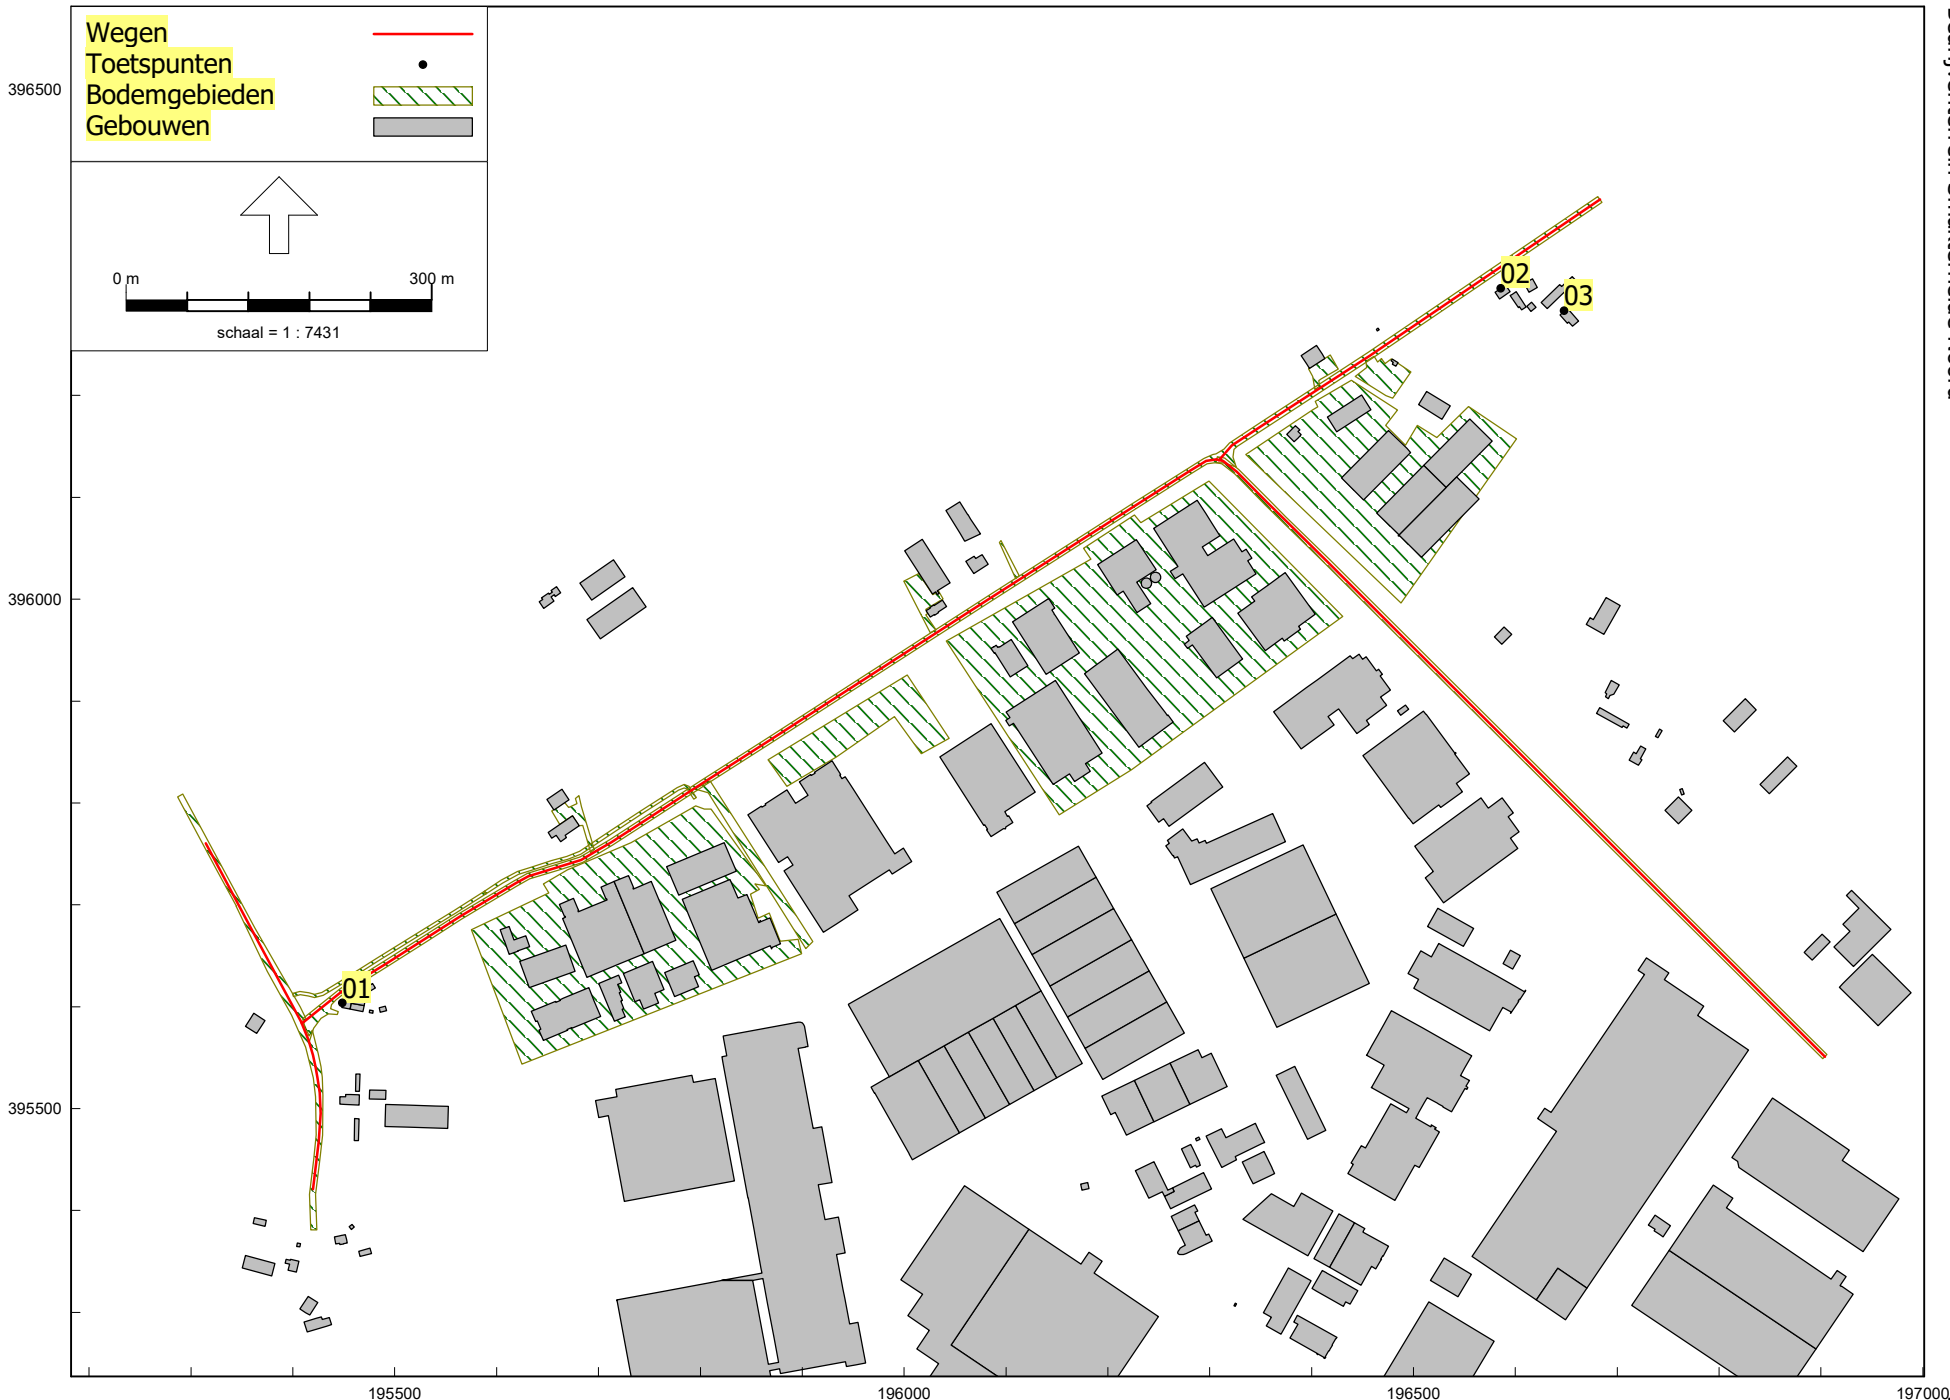 Wegen
Toetspunten
Bodemgebieden
Gebouwen
0 m 300 m
schaal = 1 : 7431
396500
396000
395500
195500 196000 196500 197000
02
03
01